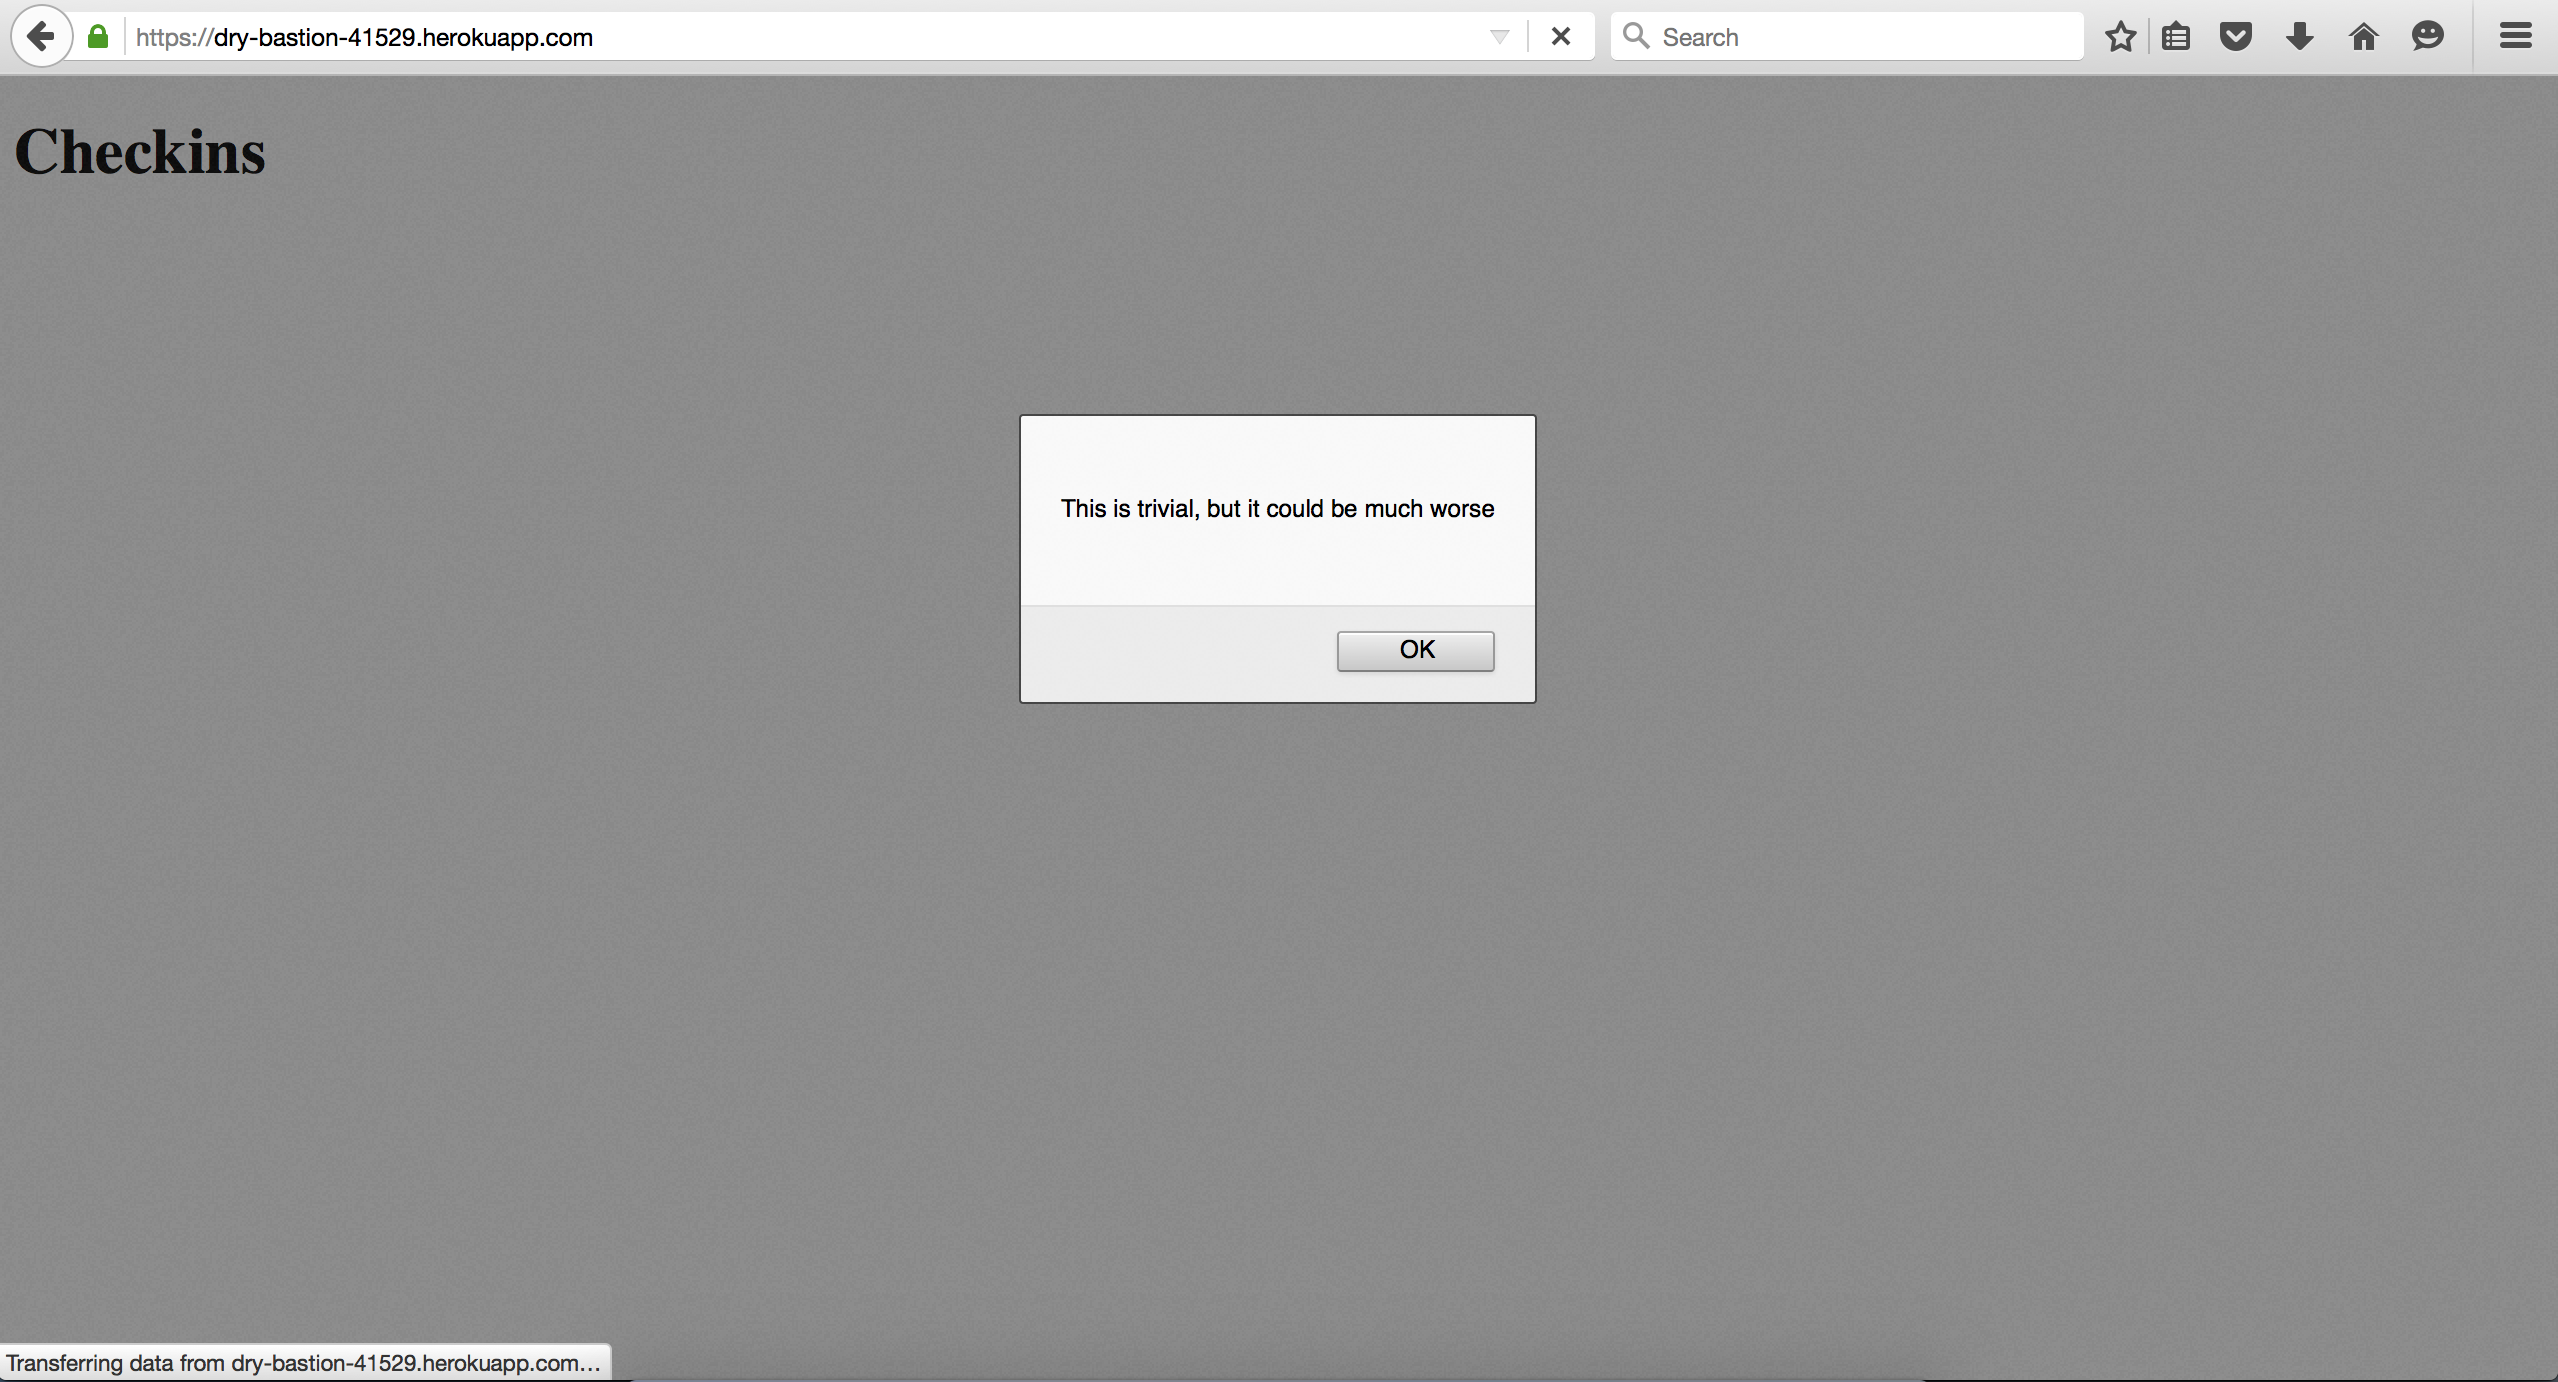 https://dry-bastion-41529.herokuapp.com
Search
Checkins
This is trivial, but it could be much worse
OK
Transferring data from dry-bastion-41529.herokuapp.com…